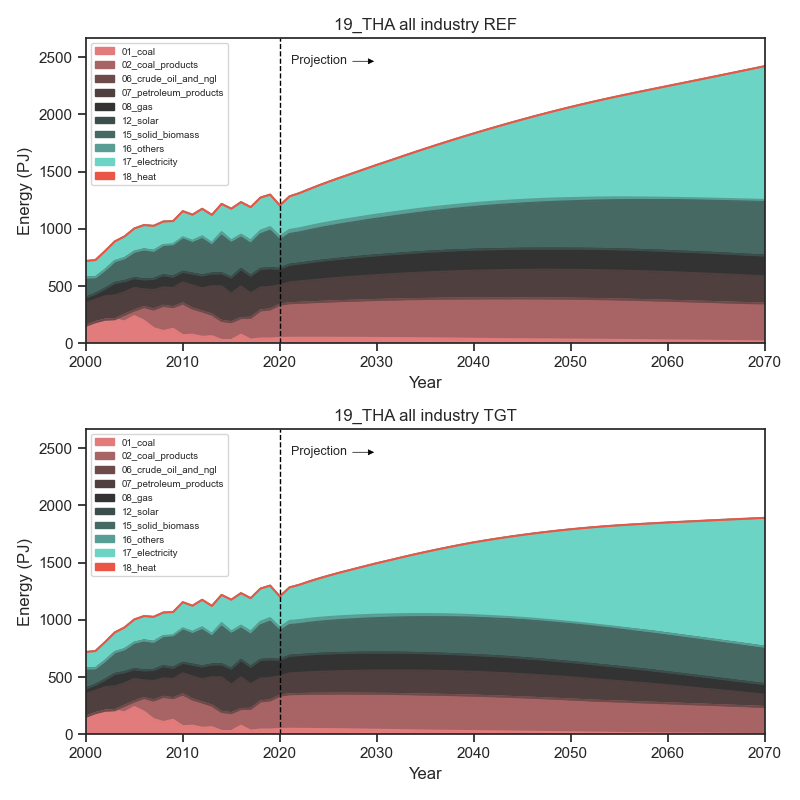 19_THA all industry REF
2500
2000
1500
1000
500
0
Energy (PJ)
01_coal
02_coal_products
06_crude_oil_and_ngl
07_petroleum_products
08_gas
12_solar
15_solid_biomass
16_others
17_electricity
18_heat
Projection
2000 2010 2020 2030 2040 2050 2060 2070
Year
19_THA all industry TGT
2500
2000
1500
1000
500
0
Energy (PJ)
01_coal
02_coal_products
06_crude_oil_and_ngl
07_petroleum_products
08_gas
12_solar
15_solid_biomass
16_others
17_electricity
18_heat
Projection
2000 2010 2020 2030 2040 2050 2060 2070
Year